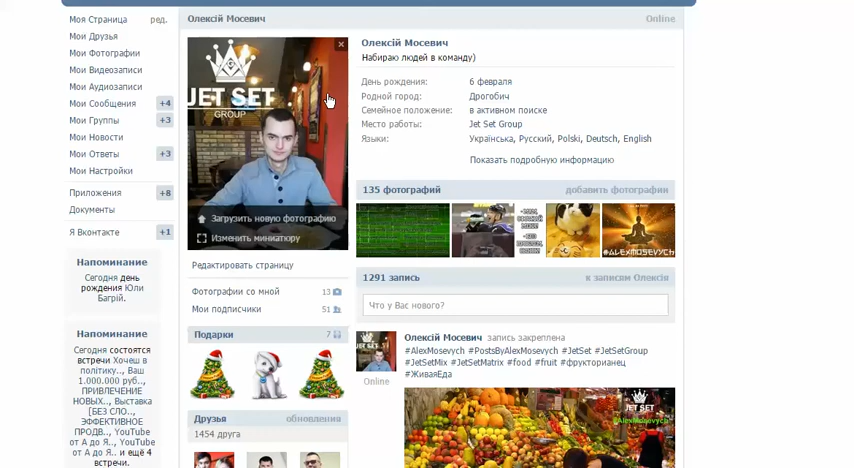 Олексій Мосевич
Online
Моя Страница ред.
Мои Друзья
Мои Фотографии
Мои Видеозаписи
Мои Аудиозаписи
Мои Сообщения +4
Мои Группы +3
Мои Новости
Мои Ответы +3
Мои Настройки
Приложения +8
Документы
Я Вконтакте +1
Напоминание
Сегодня день
рождения Юли
Багрій.
Напоминание
Сегодня состоятся
встречи Хочеш в
політику.., Ваш
1.000.000 руб..,
ПРИВЛЕЧЕНИЕ
НОВЫХ.., Выставка
[БЕЗ СЛО..,
ЭФФЕКТИВНОЕ
ПРОДВ.., YouTube
от А до Я.., YouTube
от А до Я.. и ещё 4
встречи.
JET SET
GROUP
Загрузить новую фотографию
Изменить миниатюру
Редактировать страницу
Фотографии со мной 13
Мои подписчики 51
Подарки 7
Друзья обновления
1454 друга
Олексій Мосевич
Набираю людей в команду)
День рождения: 6 февраля
Родной город: Дрогобич
Семейное положение: в активном поиске
Место работы: Jet Set Group
Языки: Українська, Русский, Polski, Deutsch, English
Показать подробную информацию
135 фотографий добавить фотографии
#ALEXMOSEVYCH
1291 запись к записям Олексія
Что у Вас нового?
Олексій Мосевич запись закреплена
#AlexMosevych #PostsByAlexMosevych #JetSet #JetSetGroup
#JetSetMix #JetSetMatrix #food #fruit #фрукторианец
#ЖиваяЕда
Online
JET SET
#AlexMosevych